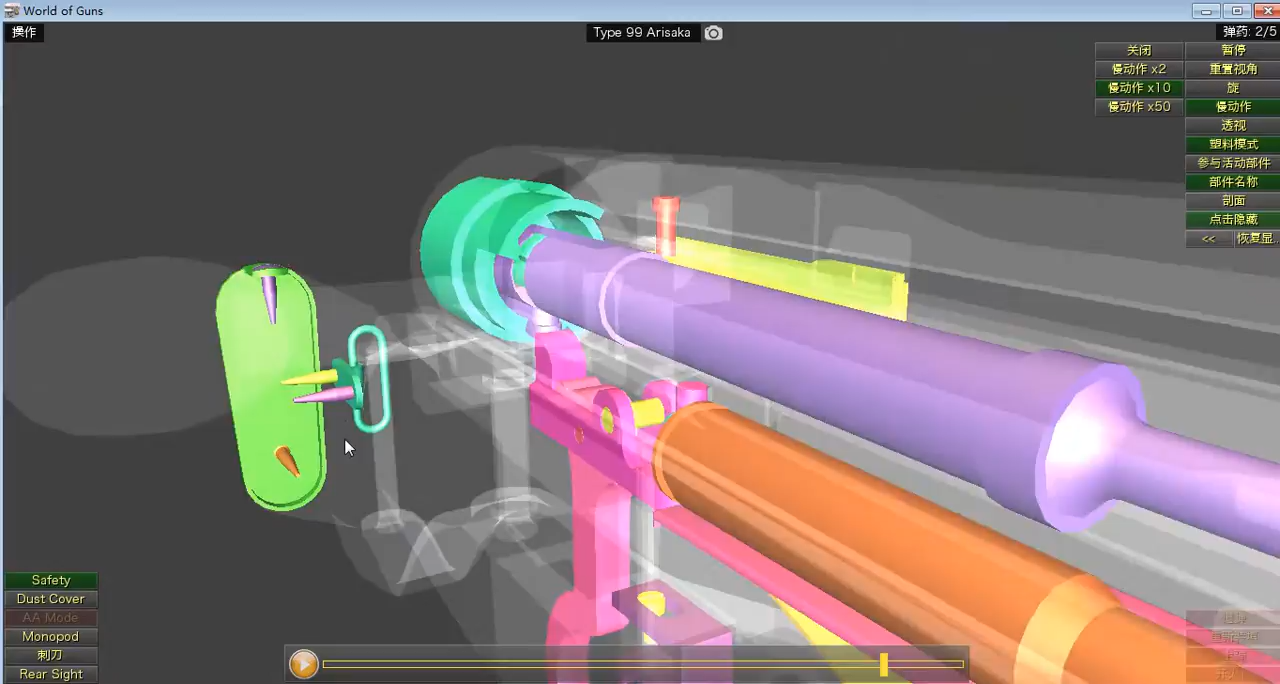 World of Guns
操作
Type 99 Arisaka
弹药: 2/5
关闭
暂停
慢动作 x2
重置视角
慢动作 x10
旋
慢动作 x50
慢动作
透视
塑料模式
参与活动部件
部件名称
剖面
点击隐藏
<<
恢复显..
Safety
Dust Cover
AA Mode
Monopod
刺刀
Rear Sight